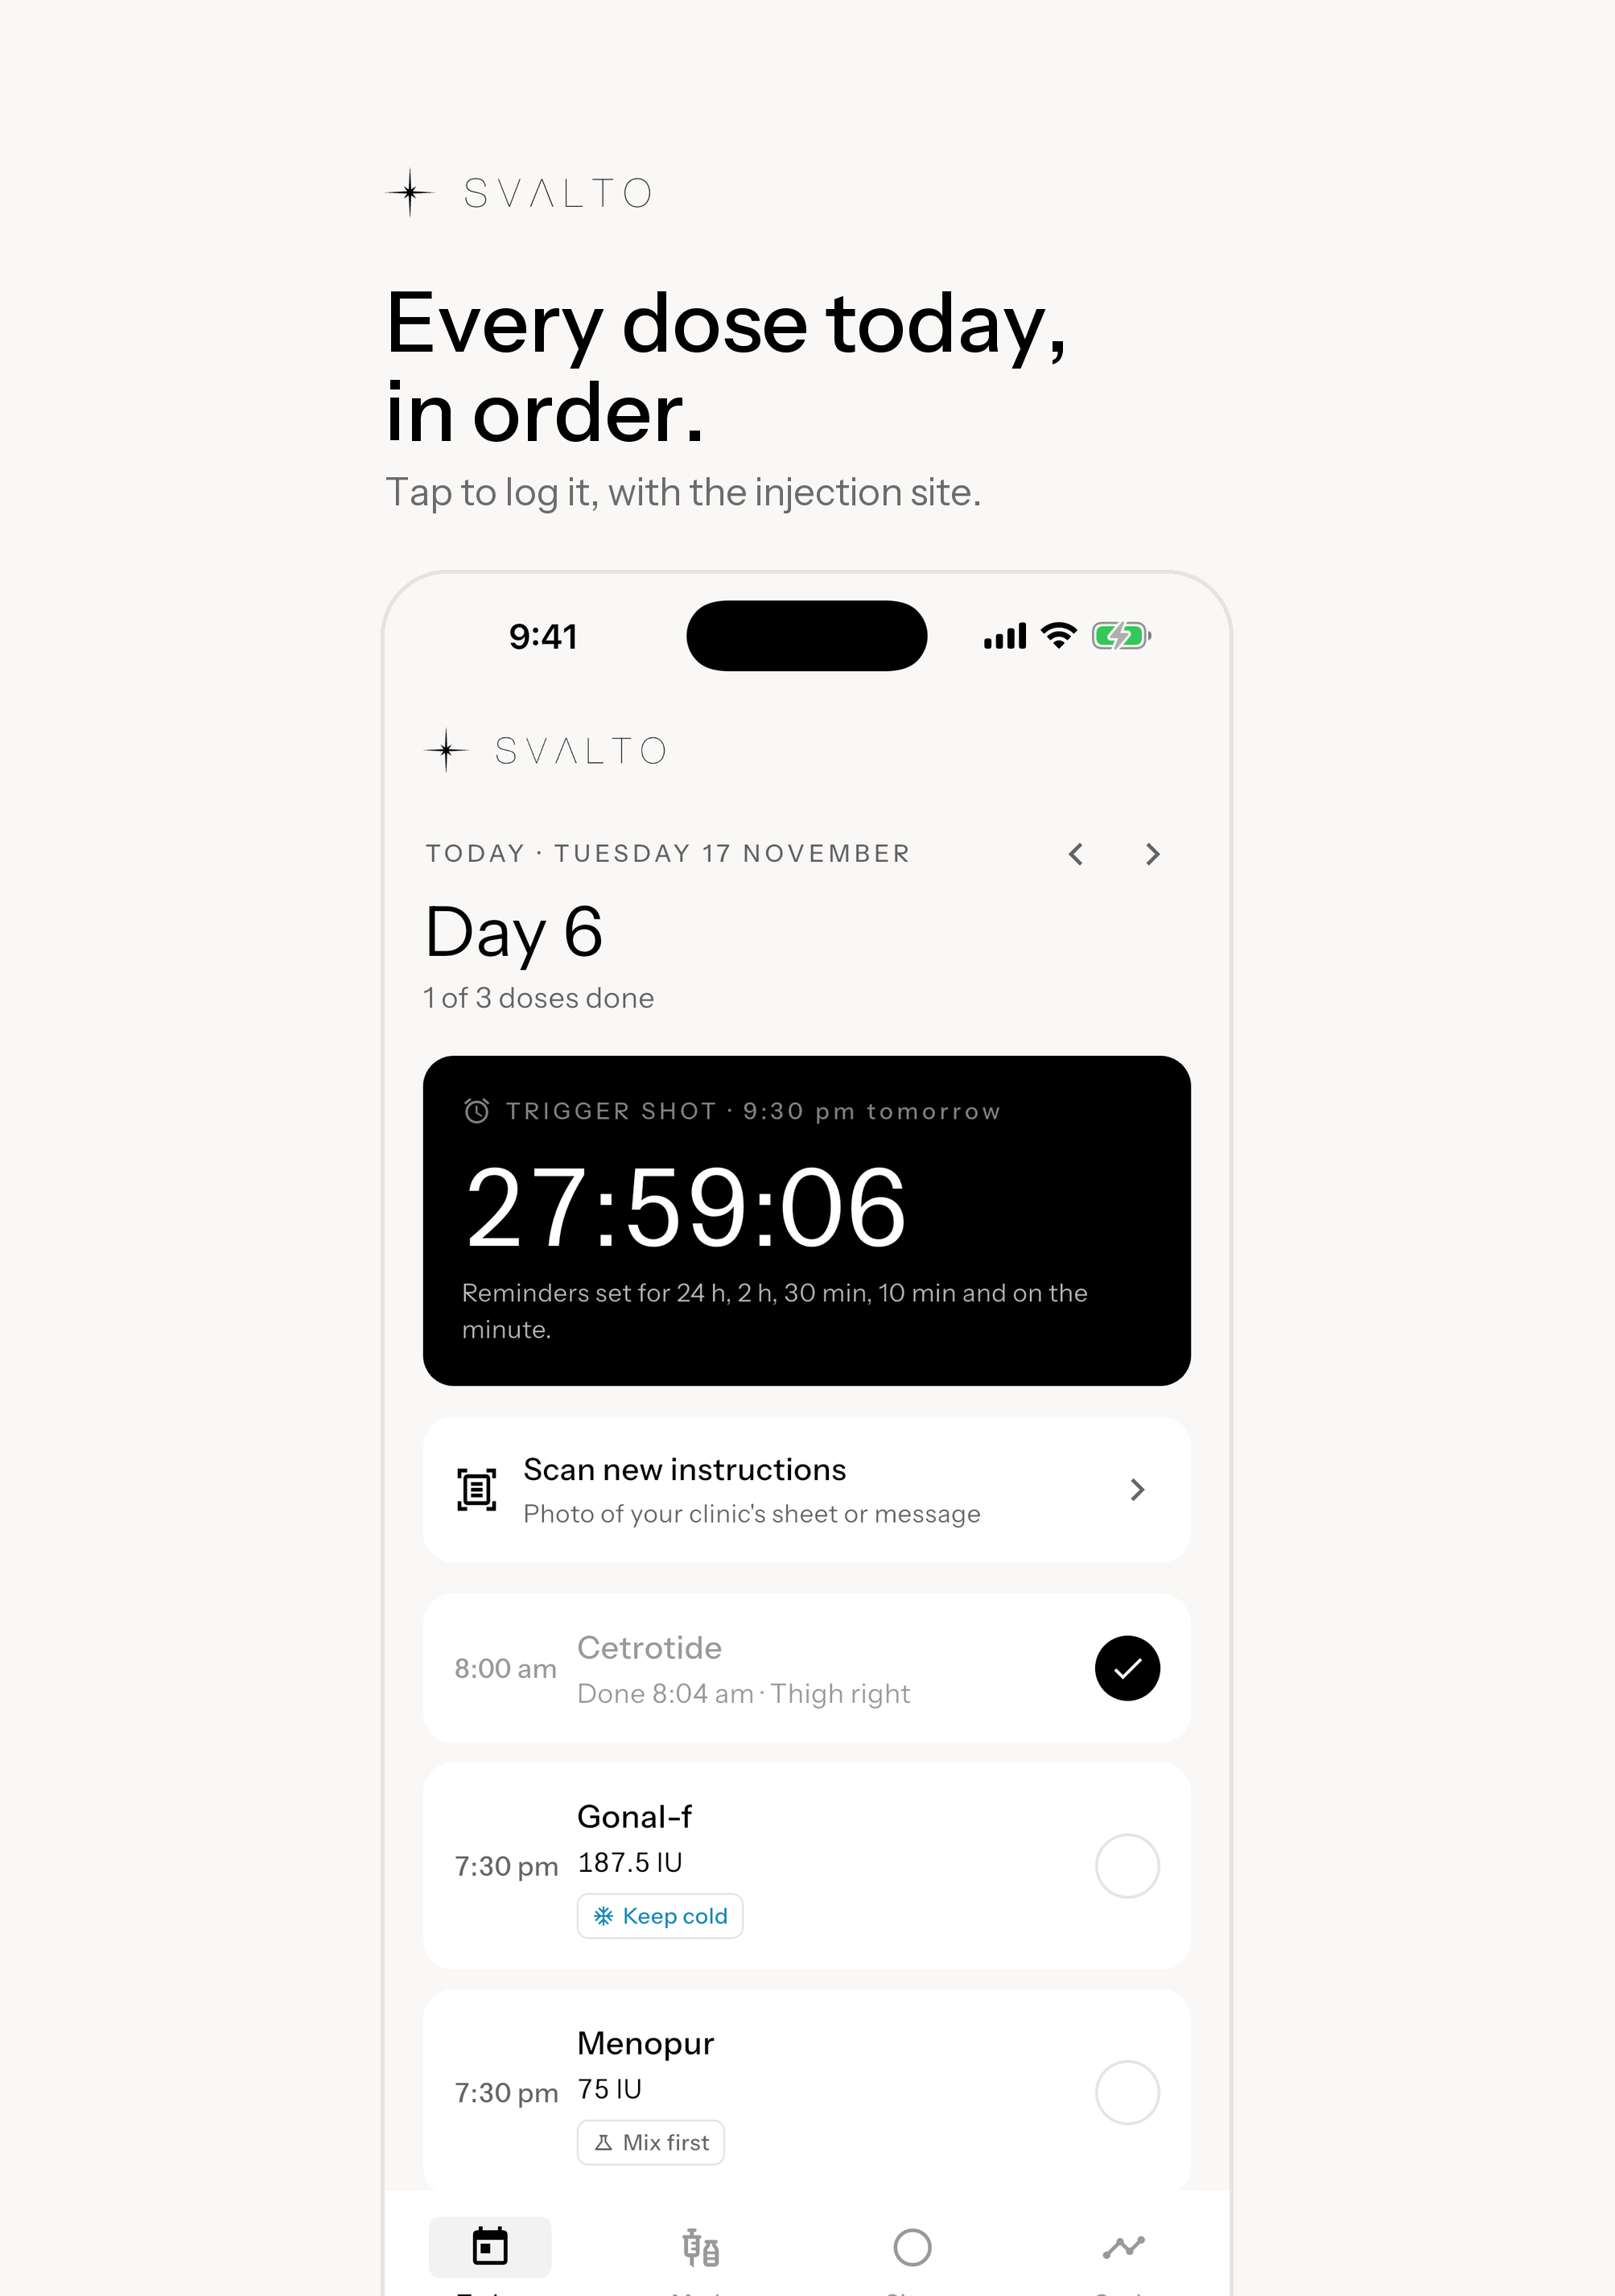 SVALTO
Every dose today,
in order.
Tap to log it, with the injection site.
9:41
SVALTO
TODAY · TUESDAY 17 NOVEMBER
Day 6
1 of 3 doses done
TRIGGER SHOT · 9:30 pm tomorrow
27:59:06
Reminders set for 24 h, 2 h, 30 min, 10 min and on the
minute.
Scan new instructions
Photo of your clinic's sheet or message
8:00 am
Cetrotide
Done 8:04 am · Thigh right
Gonal-f
7:30 pm
187.5 IU
Keep cold
Menopur
7:30 pm
75 IU
Mix first